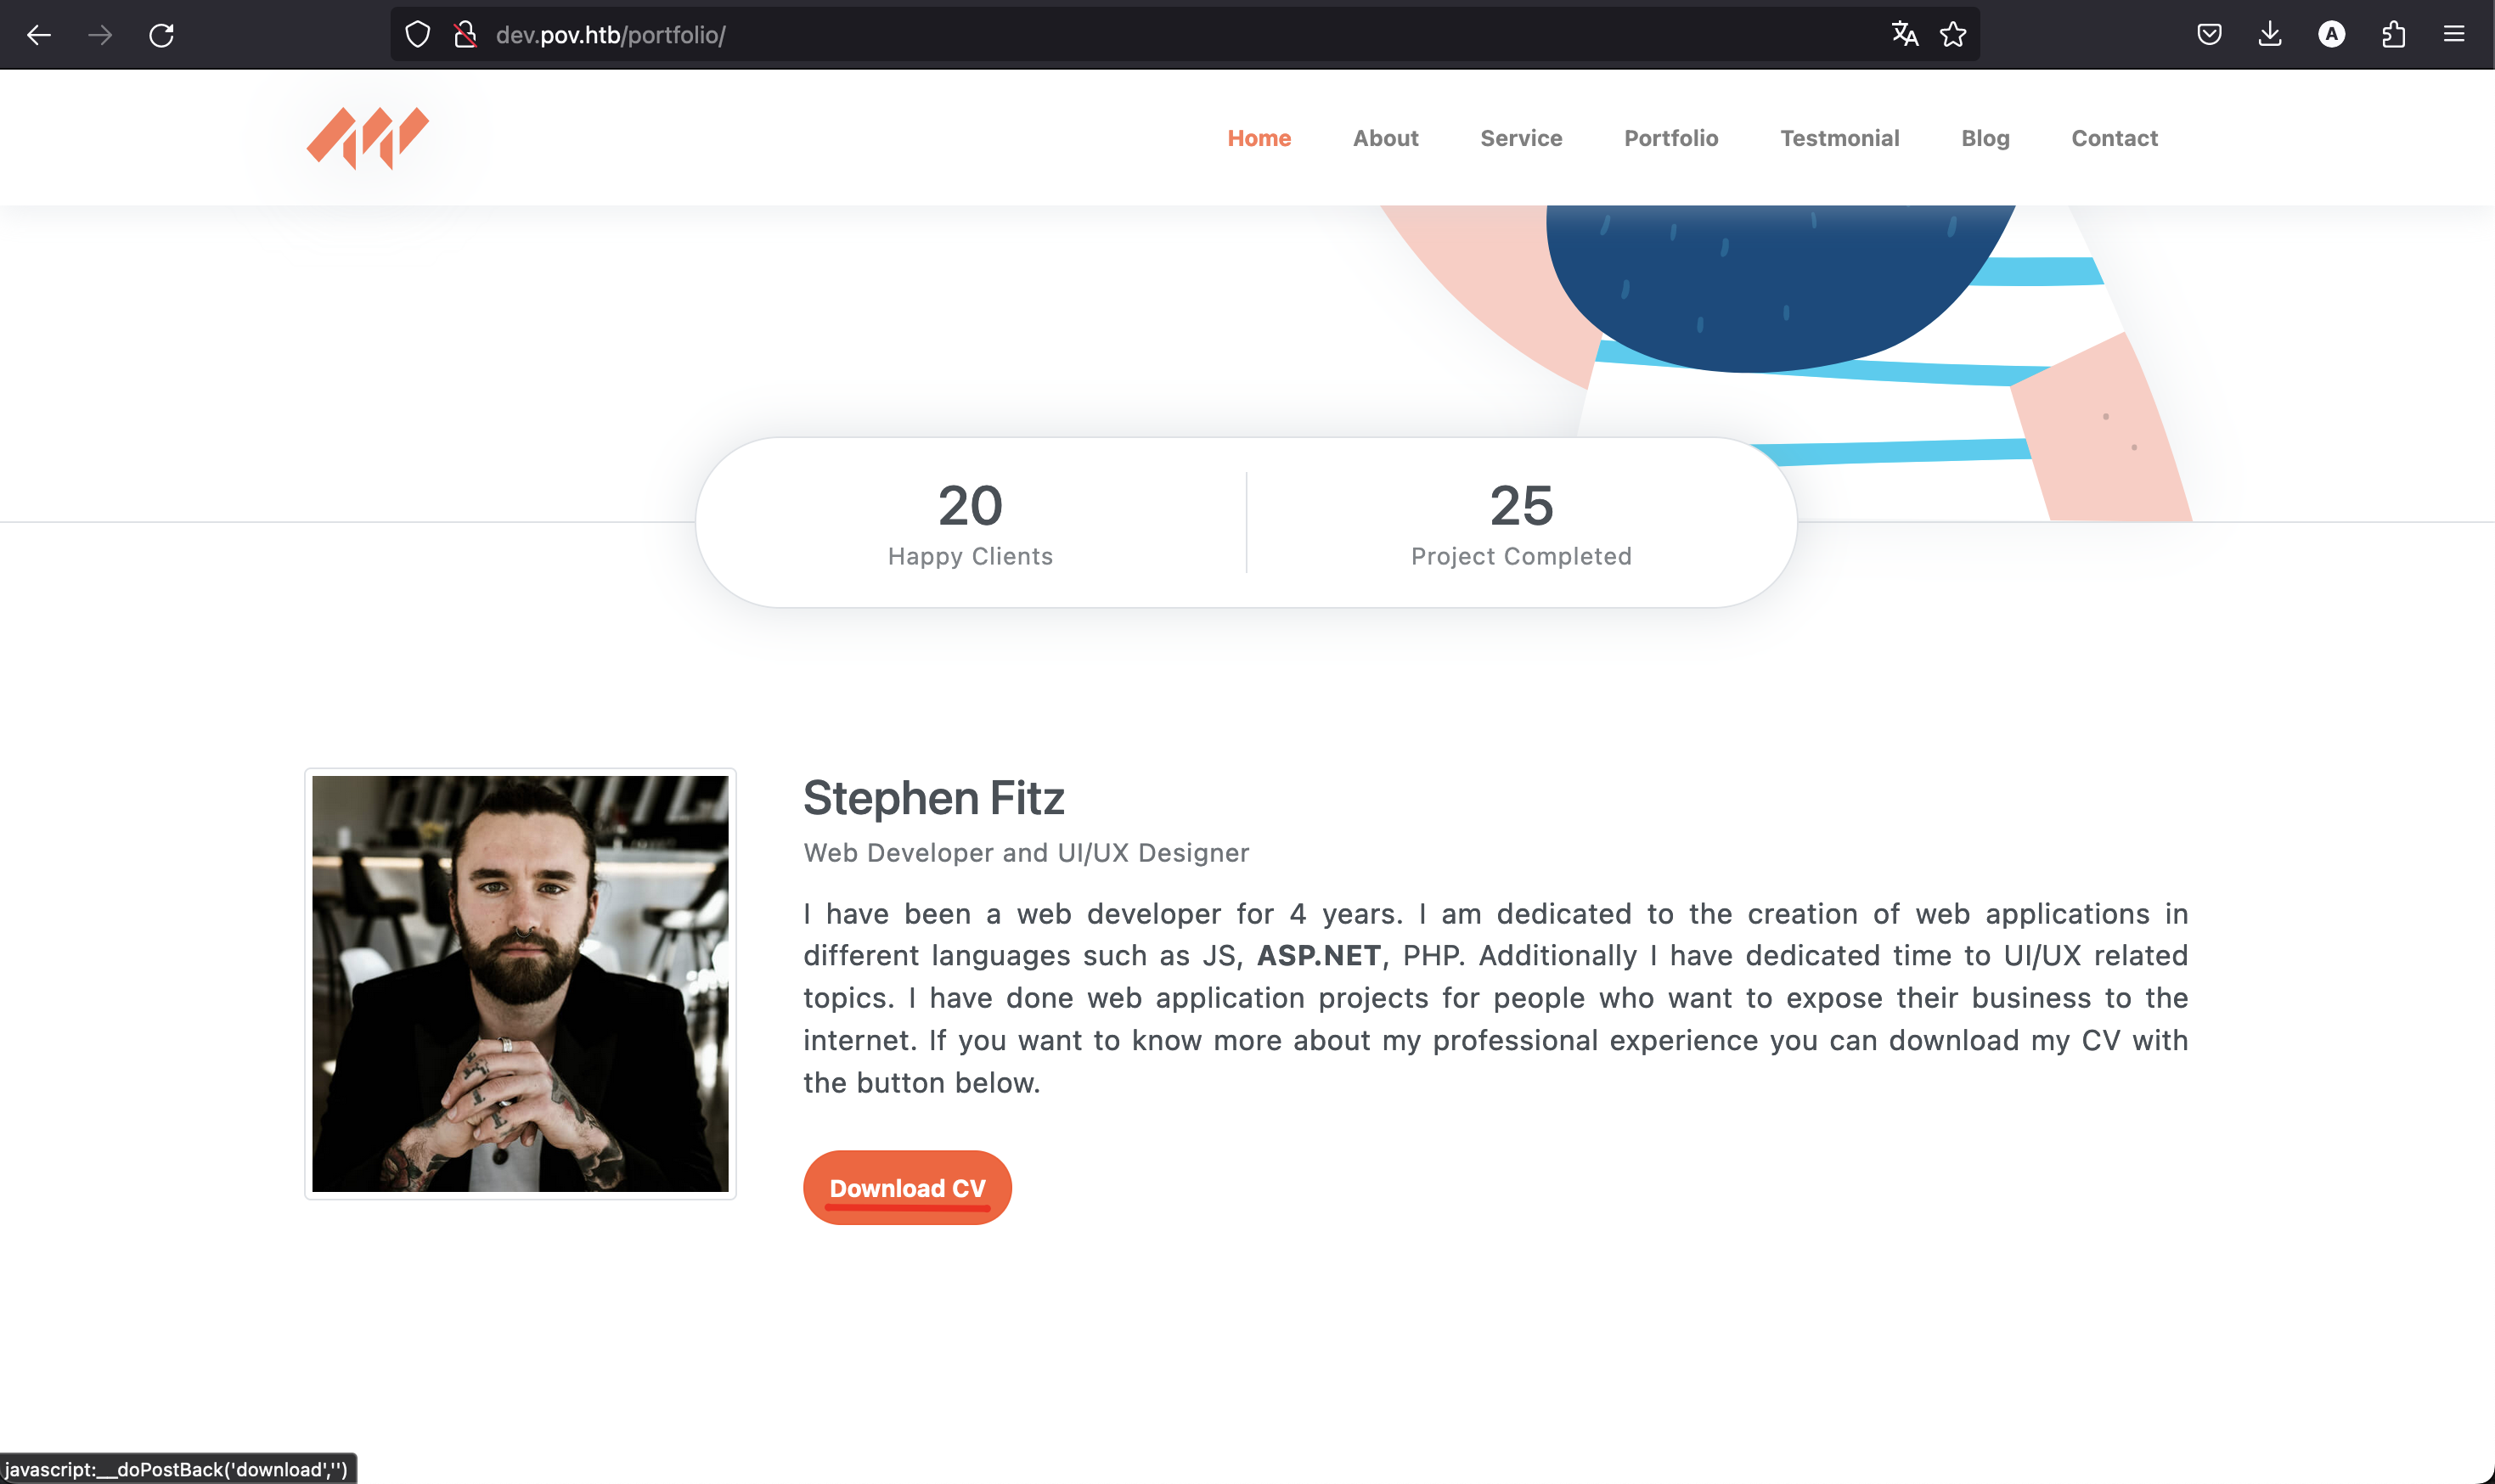 dev.pov.htb/portfolio/
A
Home About Service Portfolio Testmonial Blog Contact
20
Happy Clients
25
Project Completed
Stephen Fitz
Web Developer and UI/UX Designer
I have been a web developer for 4 years. I am dedicated to the creation of web applications in
different languages such as JS, ASP.NET, PHP. Additionally I have dedicated time to UI/UX related
topics. I have done web application projects for people who want to expose their business to the
internet. If you want to know more about my professional experience you can download my CV with
the button below.
Download CV
javascript:__doPostBack('download','')